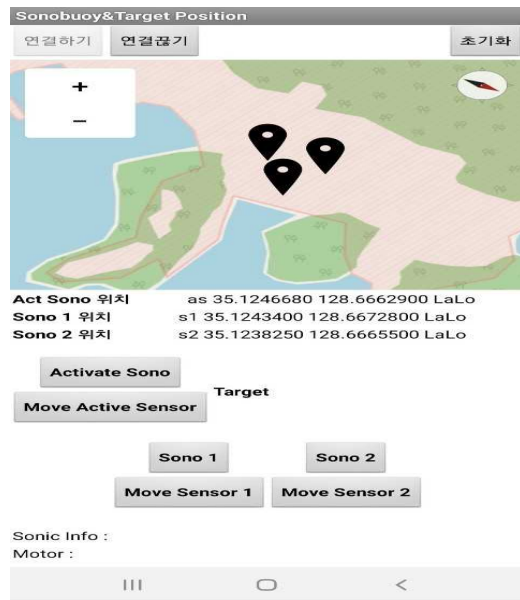 Sonobuoy&Target Position
연결하기 연결끊기 초기화
+
−
Act Sono 위치 as 35.1246680 128.6662900 LaLo
Sono 1 위치 s1 35.1243400 128.6672800 LaLo
Sono 2 위치 s2 35.1238250 128.6665500 LaLo
Activate Sono
Target
Move Active Sensor
Sono 1 Sono 2
Move Sensor 1 Move Sensor 2
Sonic Info :
Motor :